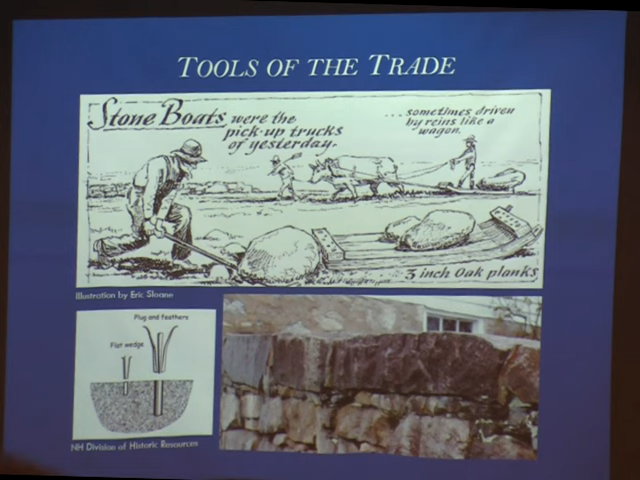 TOOLS OF THE TRADE
Stone Boats were the
pick-up trucks
of yesterday.
...sometimes driven
by reins like a
wagon.
3 inch Oak planks
Illustration by Eric Sloane
Plug and feathers
Flat wedge
NH Division of Historic Resources